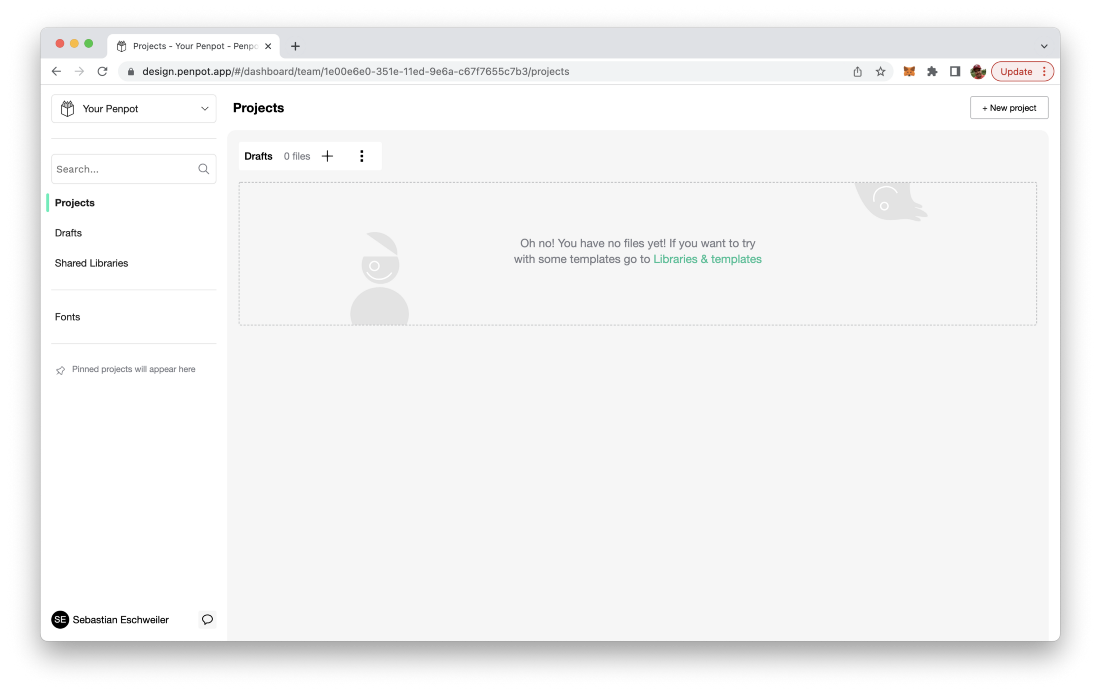 Projects - Your Penpot - Penpo
design.penpot.app/#/dashboard/team/1e00e6e0-351e-11ed-9e6a-c67f7655c7b3/projects
Update
Your Penpot
Projects
+ New project
Search...
Projects
Drafts
Shared Libraries
Fonts
Pinned projects will appear here
Drafts 0 files
Oh no! You have no files yet! If you want to try
with some templates go to Libraries & templates
SE Sebastian Eschweiler